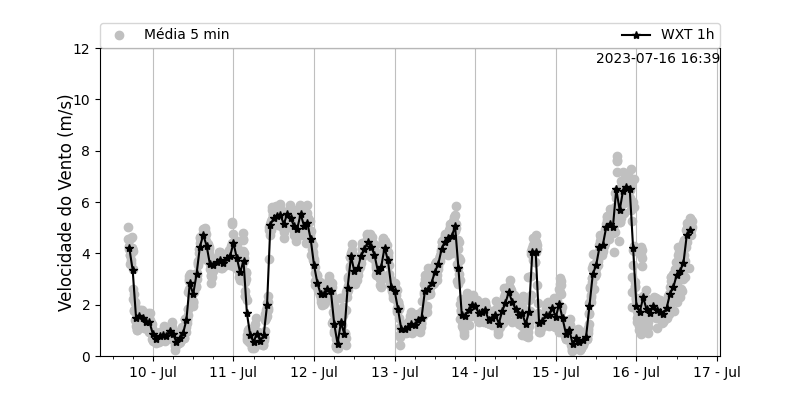 Média 5 min
WXT 1h
2023-07-16 16:39
Velocidade do Vento (m/s)
12
10
8
6
4
2
0
10 - Jul
11 - Jul
12 - Jul
13 - Jul
14 - Jul
15 - Jul
16 - Jul
17 - Jul